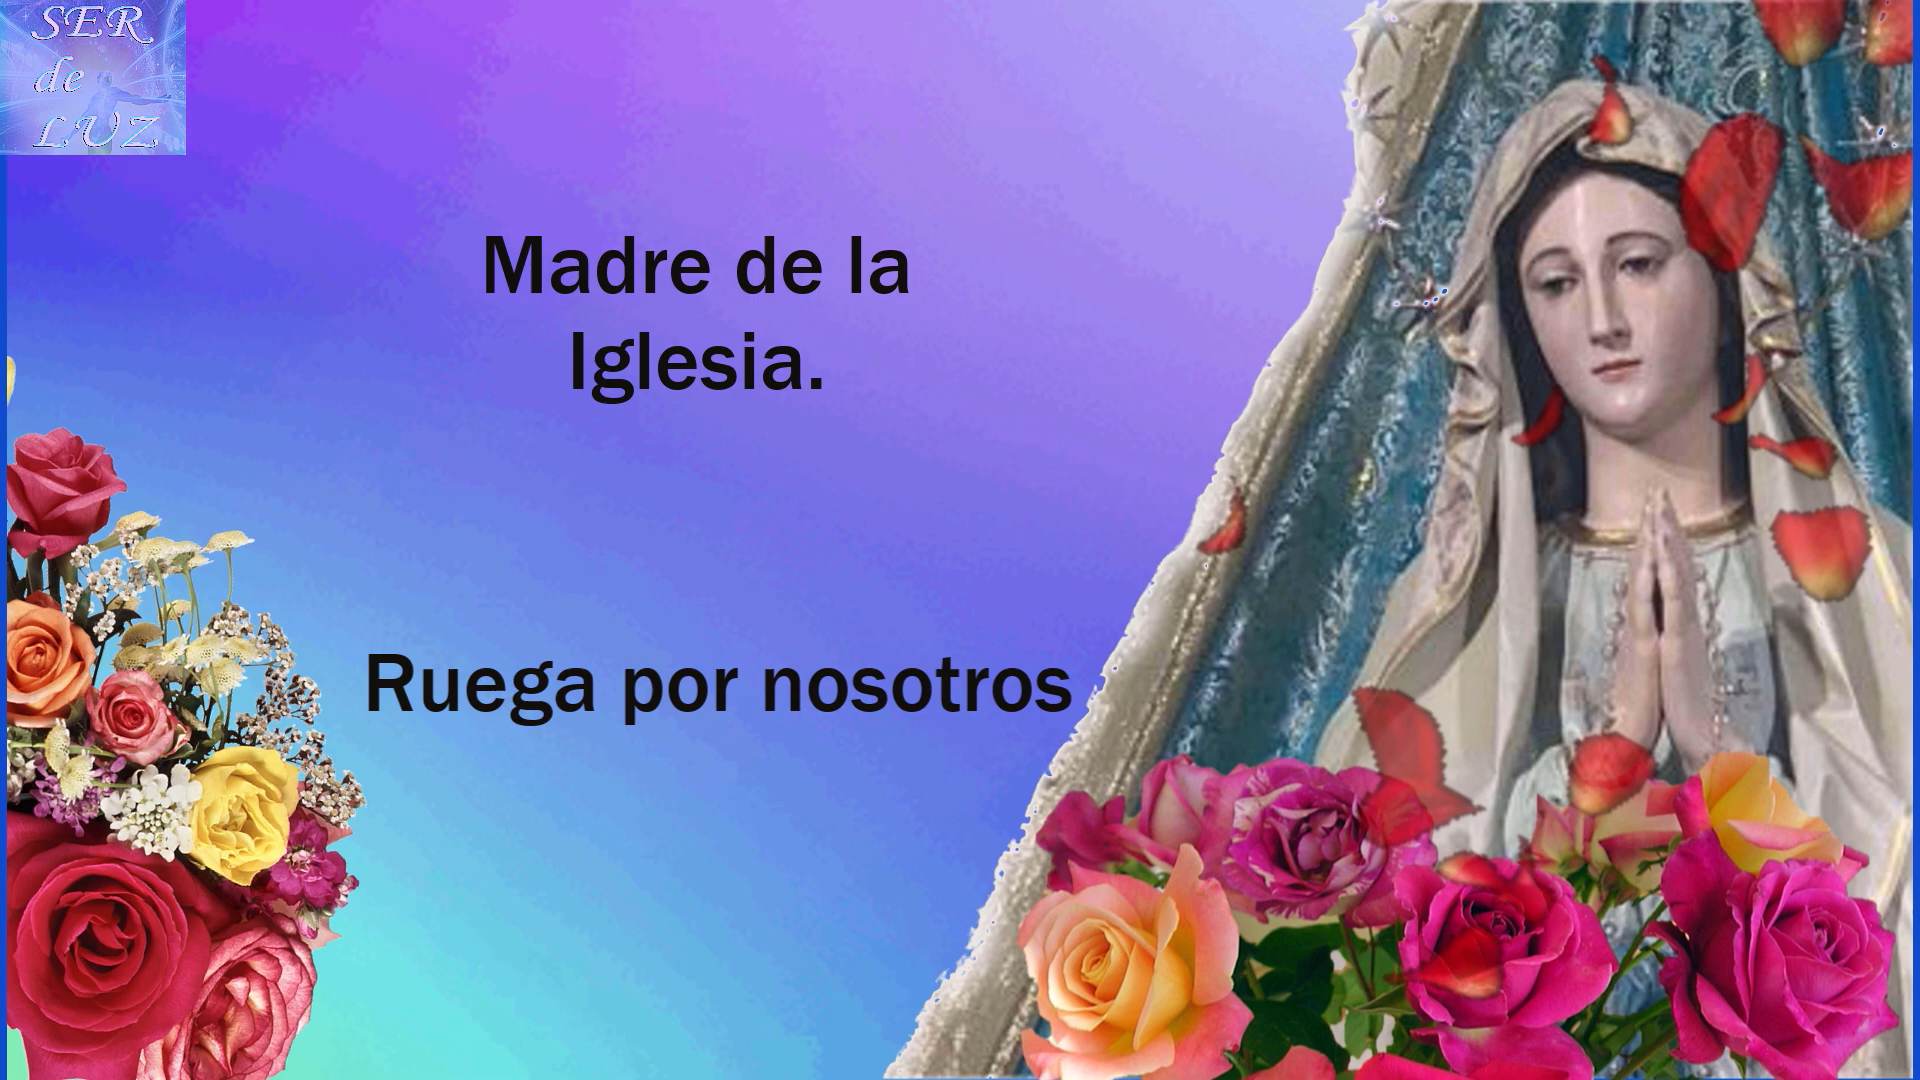 SER
de
LUZ
Madre de la
Iglesia.
Ruega por nosotros